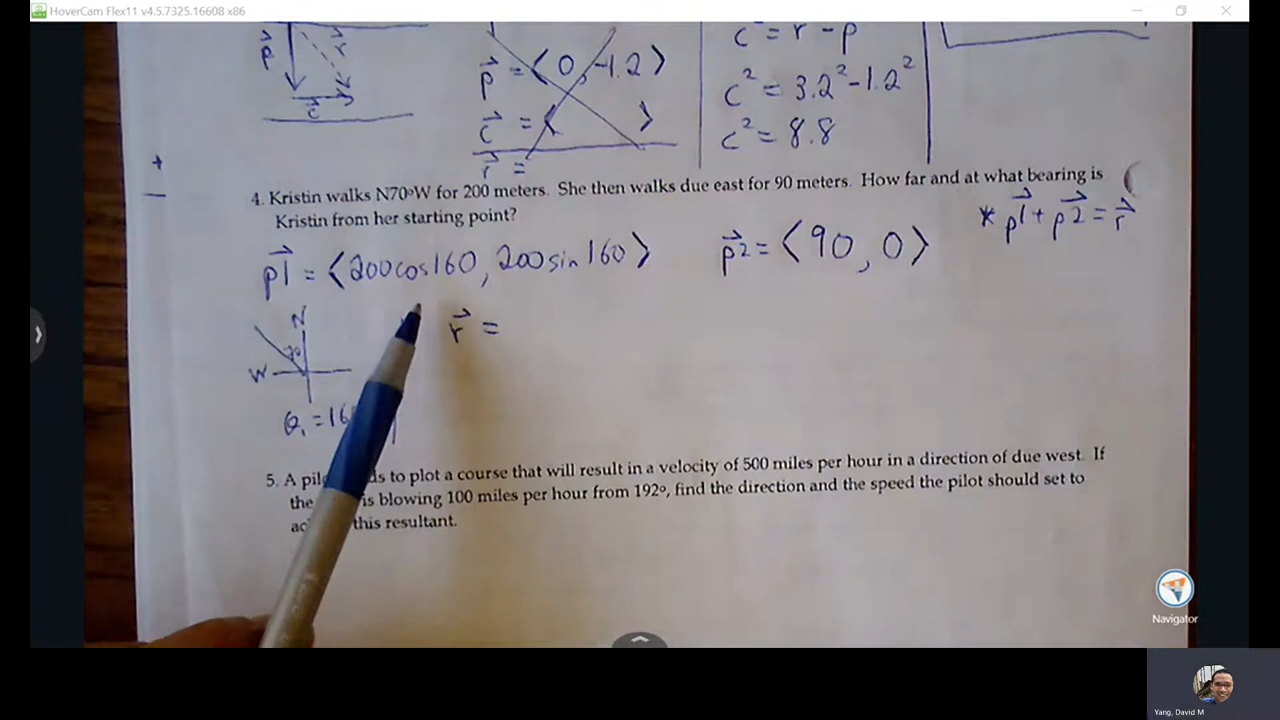 HoverCam Flex11 v4.5.7325.16608 x86
p r c
p = < 0, -1.2 >
c = < >
r =
c = r - p
c² = 3.2² - 1.2²
c² = 8.8
+
−
4. Kristin walks N70°W for 200 meters. She then walks due east for 90 meters. How far and at what bearing is
Kristin from her starting point?
* p1 + p2 = r
p1 = < 200cos160, 200sin160 >
p2 = < 90, 0 >
r =
N
70
W
θ₁ = 16
5. A to plot a course that will result in a velocity of 500 miles per hour in a direction of due west. If
the is blowing 100 miles per hour from 192°, find the direction and the speed the pilot should set to
this resultant.
Navigator
Yang, David M